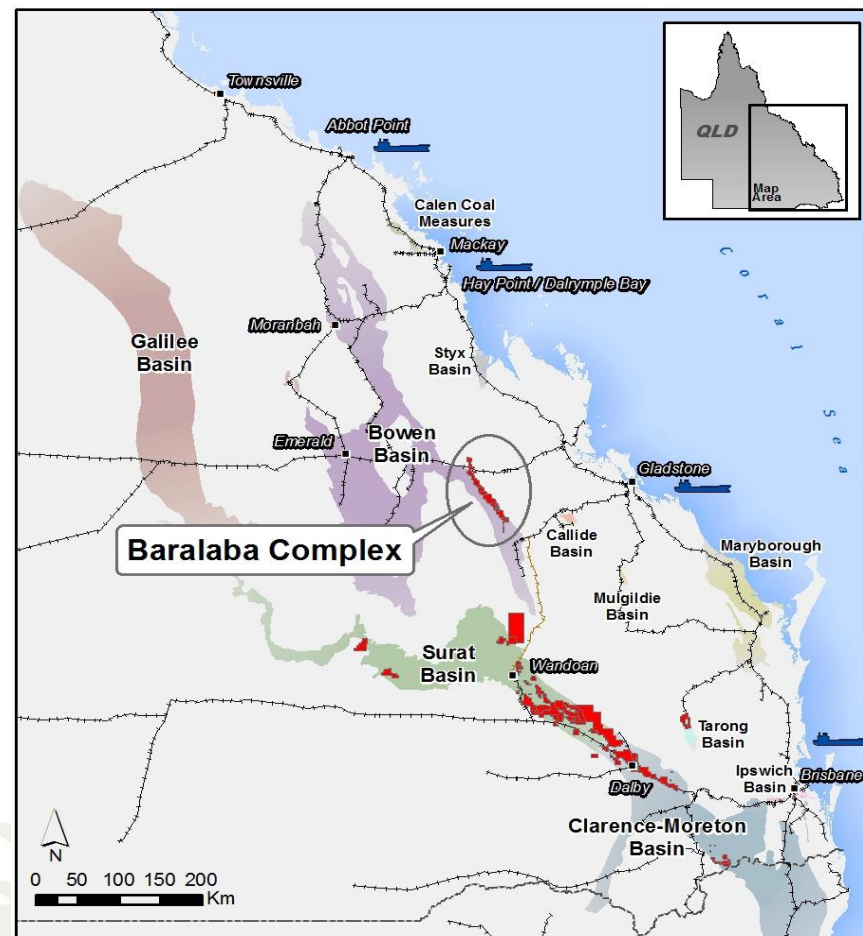 Townsville
Abbot Point
QLD
Map
Area
Calen Coal
Measures
Mackay
Hay Point / Dalrymple Bay
Coral Sea
Moranbah
Galilee
Basin
Styx
Basin
Emerald
Bowen
Basin
Gladstone
Baralaba Complex
Callide
Basin
Maryborough
Basin
Mulgildie
Basin
Surat
Basin
Wandoan
Tarong
Basin
Ipswich
Basin
Brisbane
Dalby
Clarence-Moreton
Basin
N
0 50 100 150 200
Km